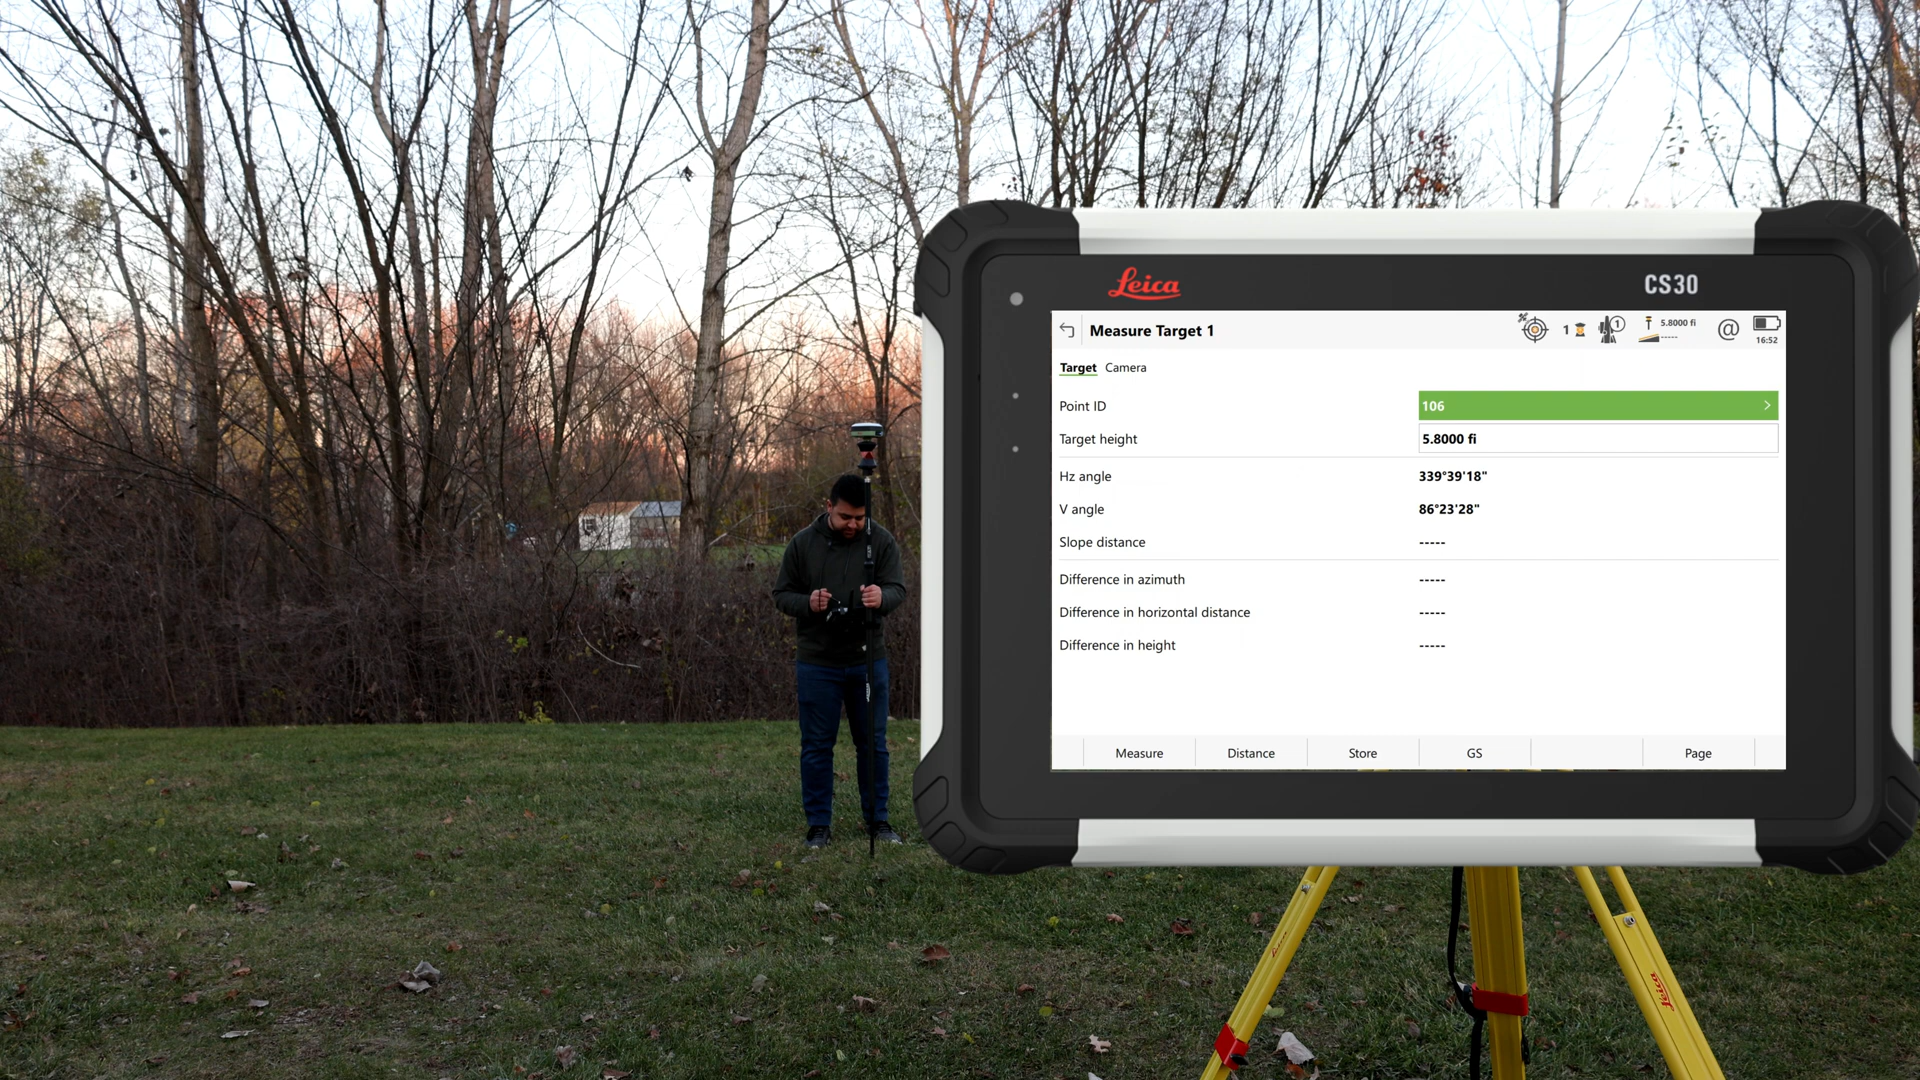 Leica
CS30
Measure Target 1
1
1
5.8000 fi
-----
@
16:52
Target Camera
Point ID 106
Target height 5.8000 fi
Hz angle 339°39'18"
V angle 86°23'28"
Slope distance -----
Difference in azimuth -----
Difference in horizontal distance -----
Difference in height -----
Measure Distance Store GS Page
Leica